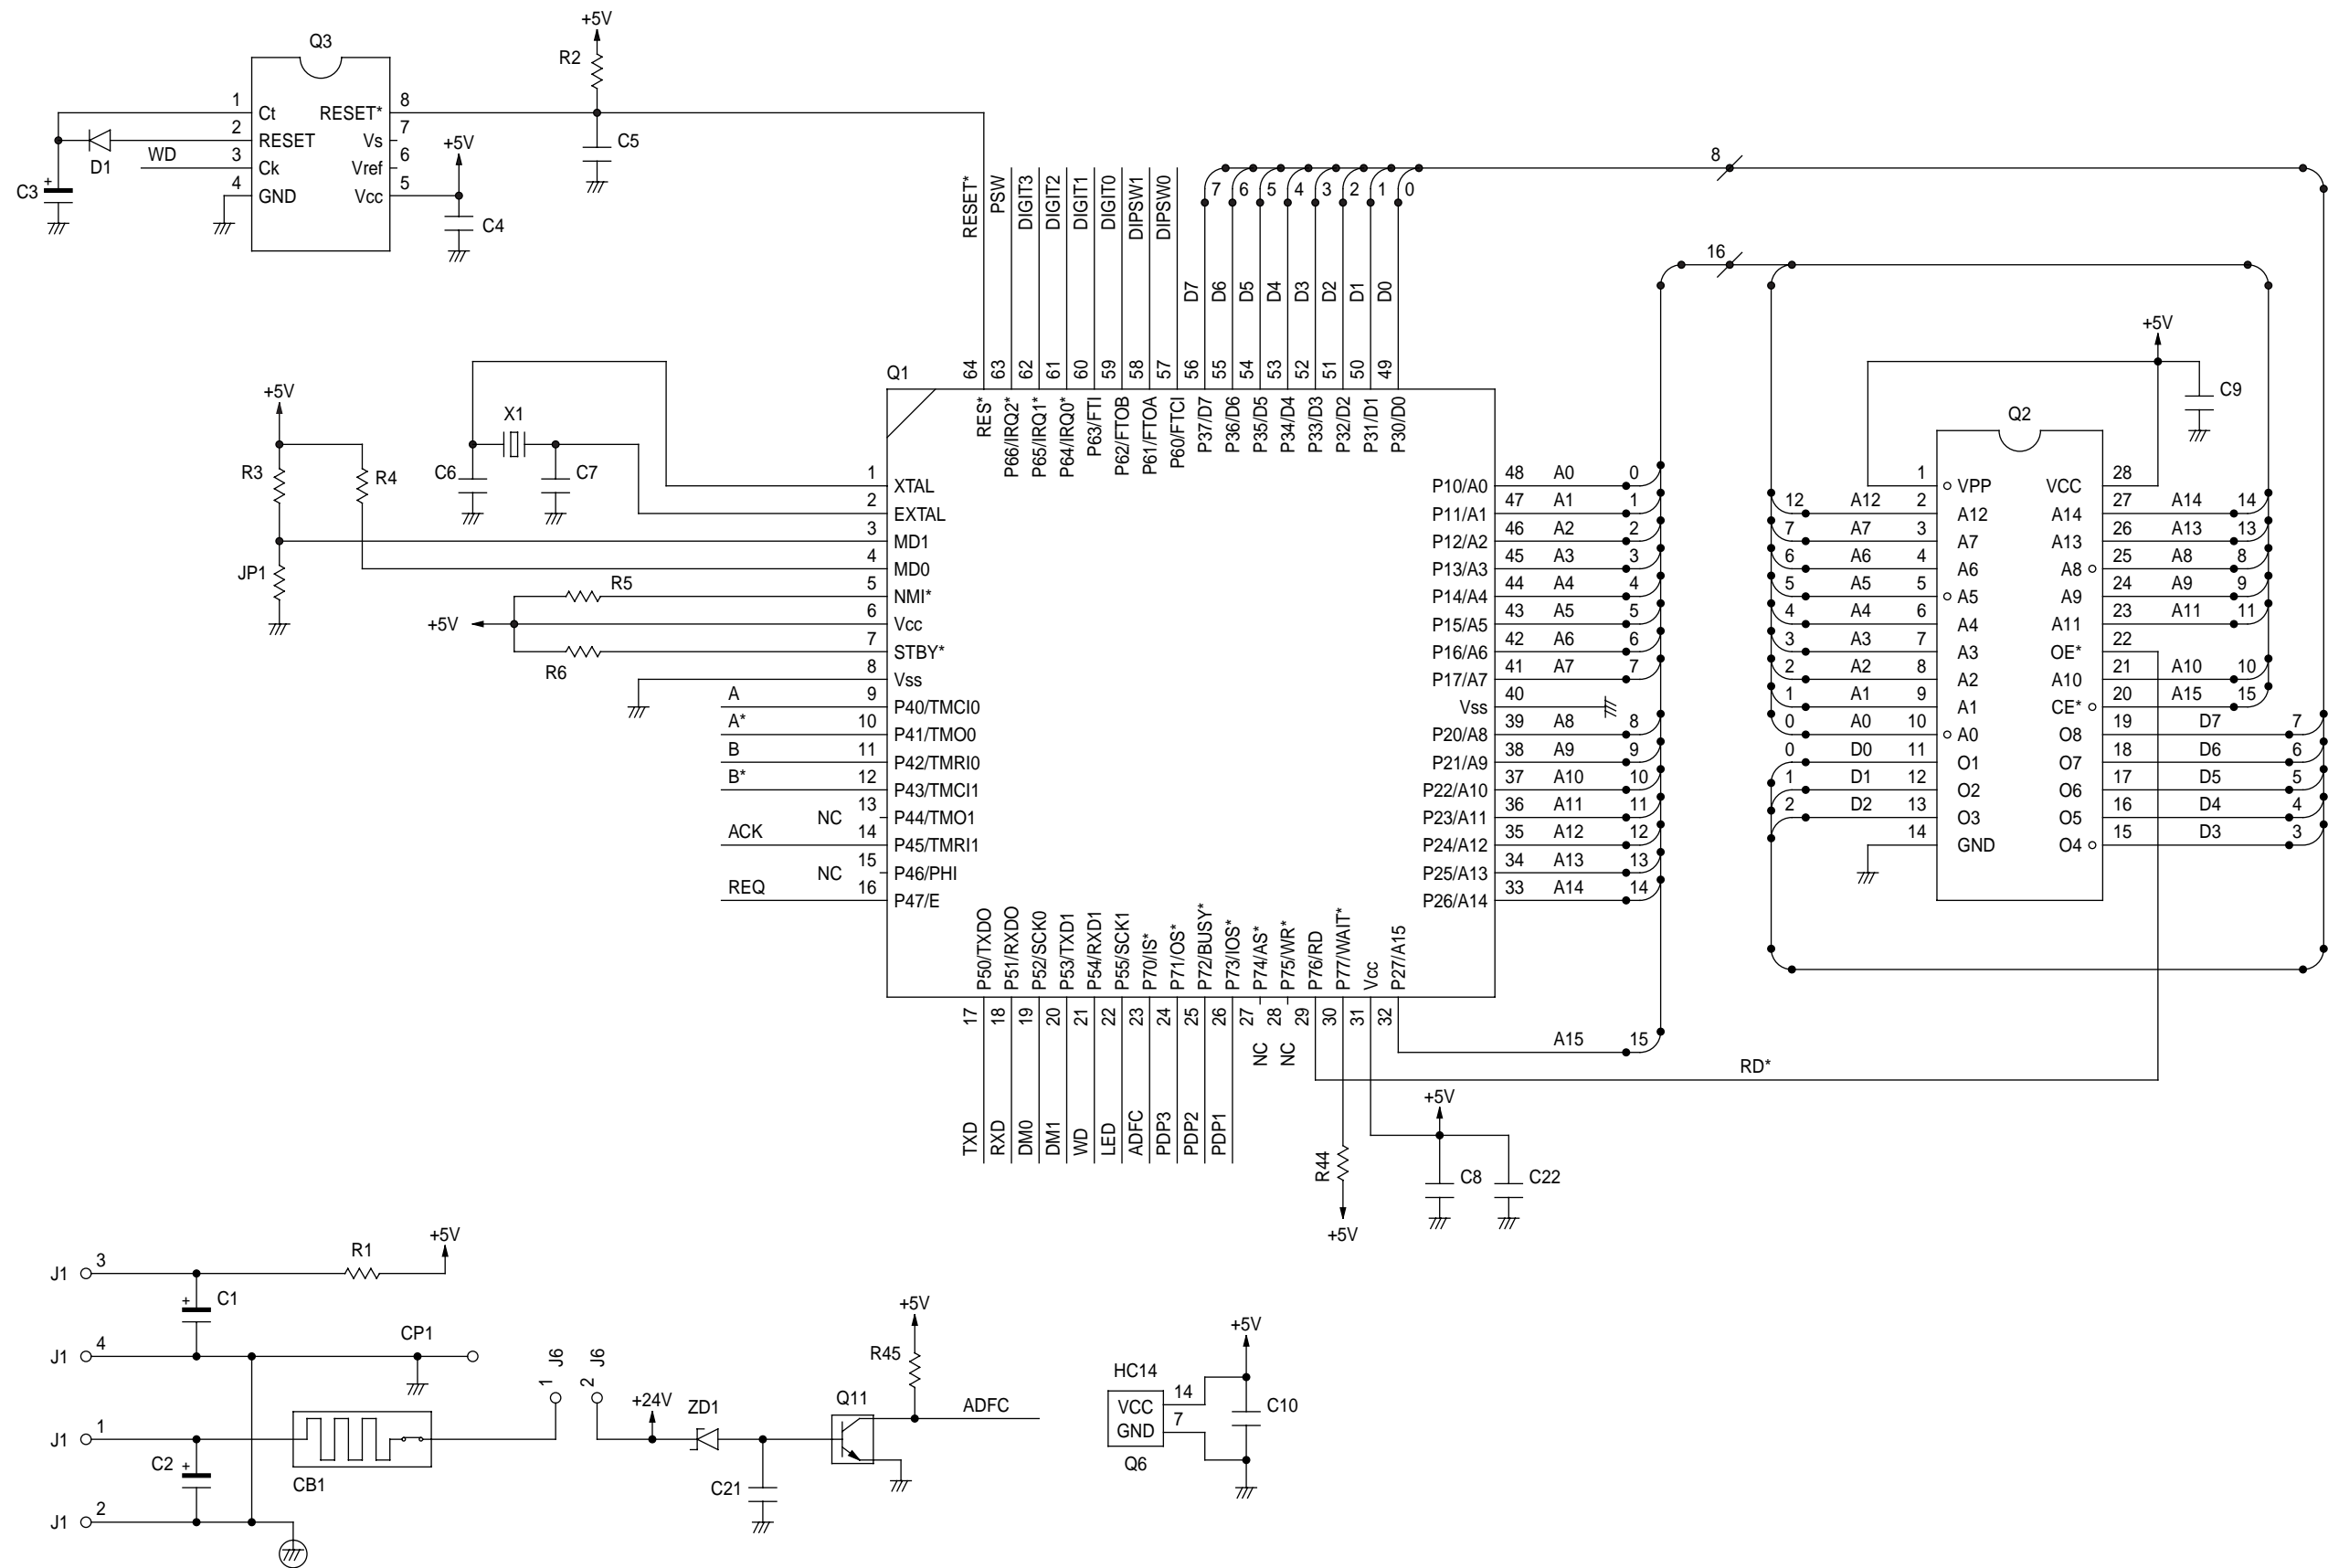 +5V
Q3
R2
1 Ct RESET* 8
2 RESET Vs 7
WD 3 Ck Vref 6
4 GND Vcc 5
D1
C3 +
+5V
C4
C5
RESET*
PSW
DIGIT3
DIGIT2
DIGIT1
DIGIT0
DIPSW1
DIPSW0
7 6 5 4 3 2 1 0
8
16
D7 D6 D5 D4 D3 D2 D1 D0
64 63 62 61 60 59 58 57 56 55 54 53 52 51 50 49
Q1
RES*
P66/IRQ2*
P65/IRQ1*
P64/IRQ0*
P63/FTI
P62/FTOB
P61/FTOA
P60/FTCI
P37/D7
P36/D6
P35/D5
P34/D4
P33/D3
P32/D2
P31/D1
P30/D0
+5V
R3
R4
JP1
X1
C6
C7
1 XTAL
2 EXTAL
3 MD1
4 MD0
R5 5 NMI*
+5V 6 Vcc
R6 7 STBY*
8 Vss
A 9 P40/TMCI0
A* 10 P41/TMO0
B 11 P42/TMRI0
B* 12 P43/TMCI1
NC 13 P44/TMO1
ACK 14 P45/TMRI1
NC 15 P46/PHI
REQ 16 P47/E
P10/A0 48 A0 0
P11/A1 47 A1 1
P12/A2 46 A2 2
P13/A3 45 A3 3
P14/A4 44 A4 4
P15/A5 43 A5 5
P16/A6 42 A6 6
P17/A7 41 A7 7
Vss 40
P20/A8 39 A8 8
P21/A9 38 A9 9
P22/A10 37 A10 10
P23/A11 36 A11 11
P24/A12 35 A12 12
P25/A13 34 A13 13
P26/A14 33 A14 14
P50/TXDO
P51/RXDO
P52/SCK0
P53/TXD1
P54/RXD1
P55/SCK1
P70/IS*
P71/OS*
P72/BUSY*
P73/IOS*
P74/AS*
P75/WR*
P76/RD
P77/WAIT*
Vcc
P27/A15
17 18 19 20 21 22 23 24 25 26 27 28 29 30 31 32
TXD
RXD
DM0
DM1
WD
LED
ADFC
PDP3
PDP2
PDP1
NC
NC
A15 15
RD*
R44
+5V
+5V
C8
C22
+5V
C9
Q2
1 VPP VCC 28
12 A12 2 A12 A14 27 A14 14
7 A7 3 A7 A13 26 A13 13
6 A6 4 A6 A8 25 A8 8
5 A5 5 A5 A9 24 A9 9
4 A4 6 A4 A11 23 A11 11
3 A3 7 A3 OE* 22
2 A2 8 A2 A10 21 A10 10
1 A1 9 A1 CE* 20 A15 15
0 A0 10 A0 O8 19 D7 7
0 D0 11 O1 O7 18 D6 6
1 D1 12 O2 O6 17 D5 5
2 D2 13 O3 O5 16 D4 4
14 GND O4 15 D3 3
J1 3
R1
+5V
+ C1
J1 4
CP1
J1 1
C2 +
CB1
J1 2
1 J6
2 J6
+24V
ZD1
C21
Q11
R45
+5V
ADFC
+5V
HC14
VCC 14
GND 7
Q6
C10